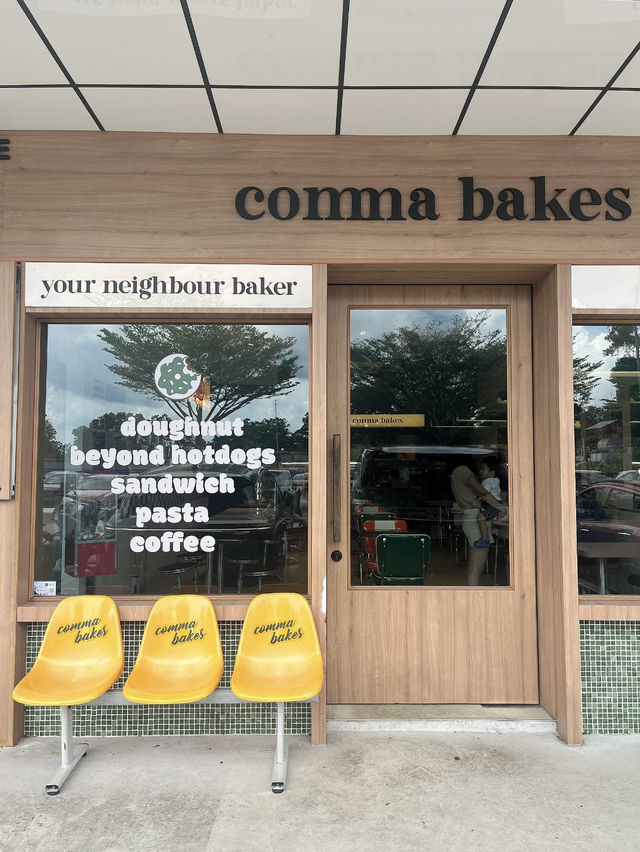 comma bakes
your neighbour baker
doughnut
beyond hotdogs
sandwich
pasta
coffee
comma bakes
comma
bakes
comma
bakes
comma
bakes